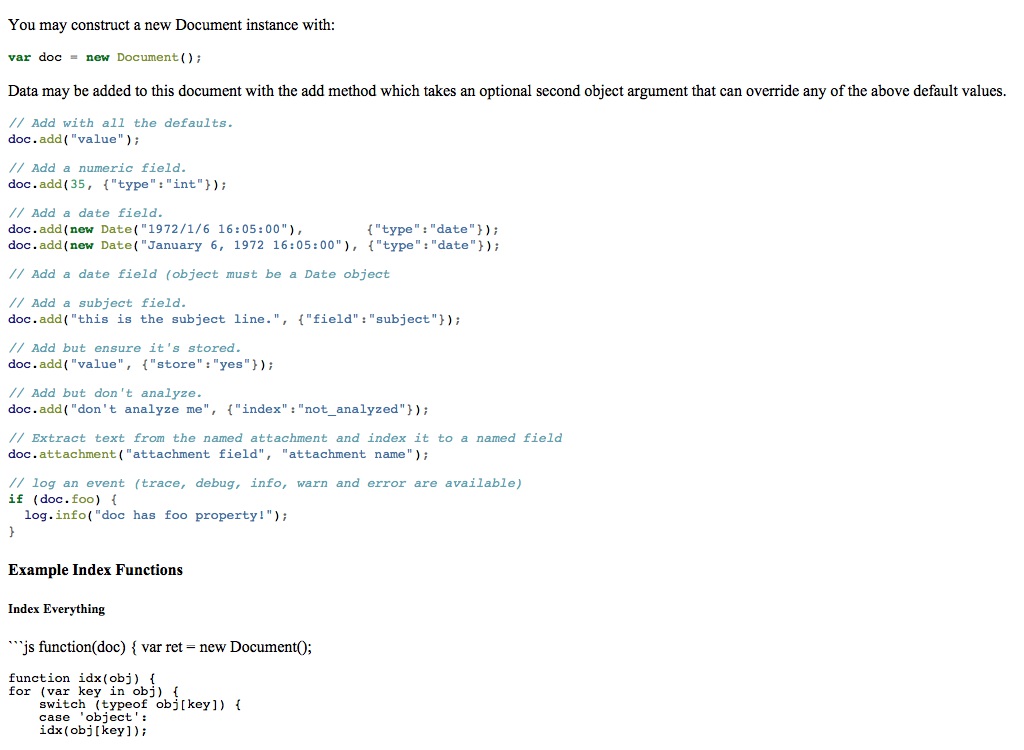 You may construct a new Document instance with:
var doc = new Document();
Data may be added to this document with the add method which takes an optional second object argument that can override any of the above default values.
// Add with all the defaults.
doc.add("value");
// Add a numeric field.
doc.add(35, {"type":"int"});
// Add a date field.
doc.add(new Date("1972/1/6 16:05:00"),        {"type":"date"});
doc.add(new Date("January 6, 1972 16:05:00"), {"type":"date"});
// Add a date field (object must be a Date object
// Add a subject field.
doc.add("this is the subject line.", {"field":"subject"});
// Add but ensure it's stored.
doc.add("value", {"store":"yes"});
// Add but don't analyze.
doc.add("don't analyze me", {"index":"not_analyzed"});
// Extract text from the named attachment and index it to a named field
doc.attachment("attachment field", "attachment name");
// log an event (trace, debug, info, warn and error are available)
if (doc.foo) {
  log.info("doc has foo property!");
}
Example Index Functions
Index Everything
```js function(doc) { var ret = new Document();
function idx(obj) {
for (var key in obj) {
    switch (typeof obj[key]) {
    case 'object':
    idx(obj[key]);